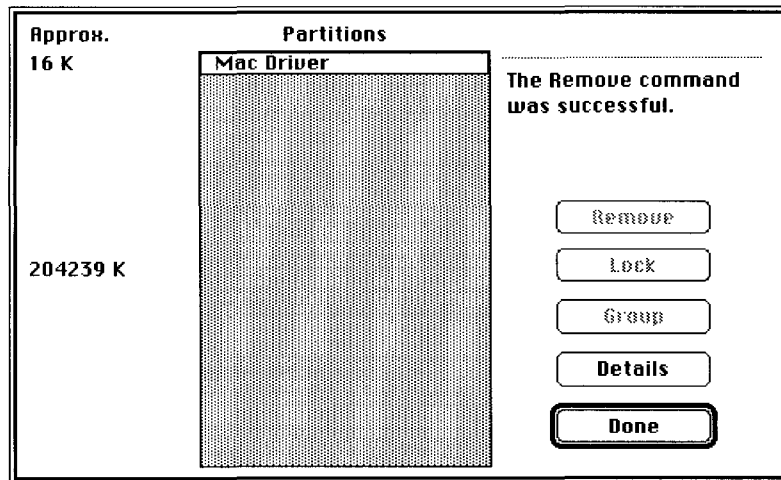 Approx.
Partitions
16 K
Mac Driver
The Remove command
was successful.
Remove
204239 K
Lock
Group
Details
Done